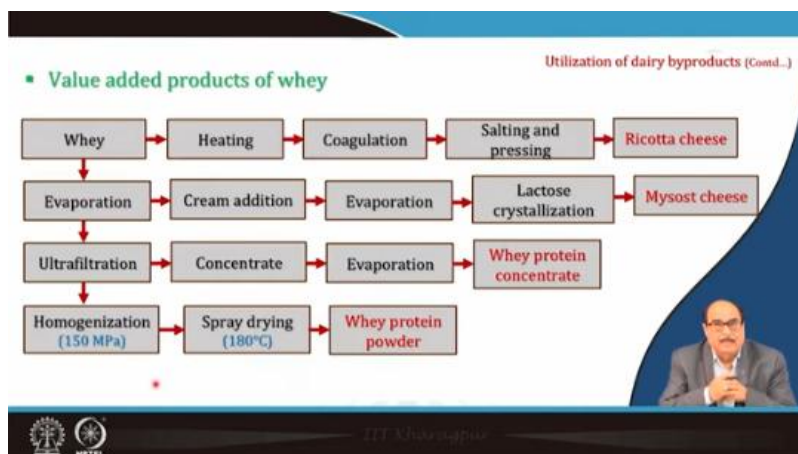 Utilization of dairy byproducts (Contd...)
▪ Value added products of whey
Whey
Heating
Coagulation
Salting and
pressing
Ricotta cheese
Evaporation
Cream addition
Evaporation
Lactose
crystallization
Mysost cheese
Ultrafiltration
Concentrate
Evaporation
Whey protein
concentrate
Homogenization
(150 MPa)
Spray drying
(180°C)
Whey protein
powder
IIT Kharagpur
NPTEL